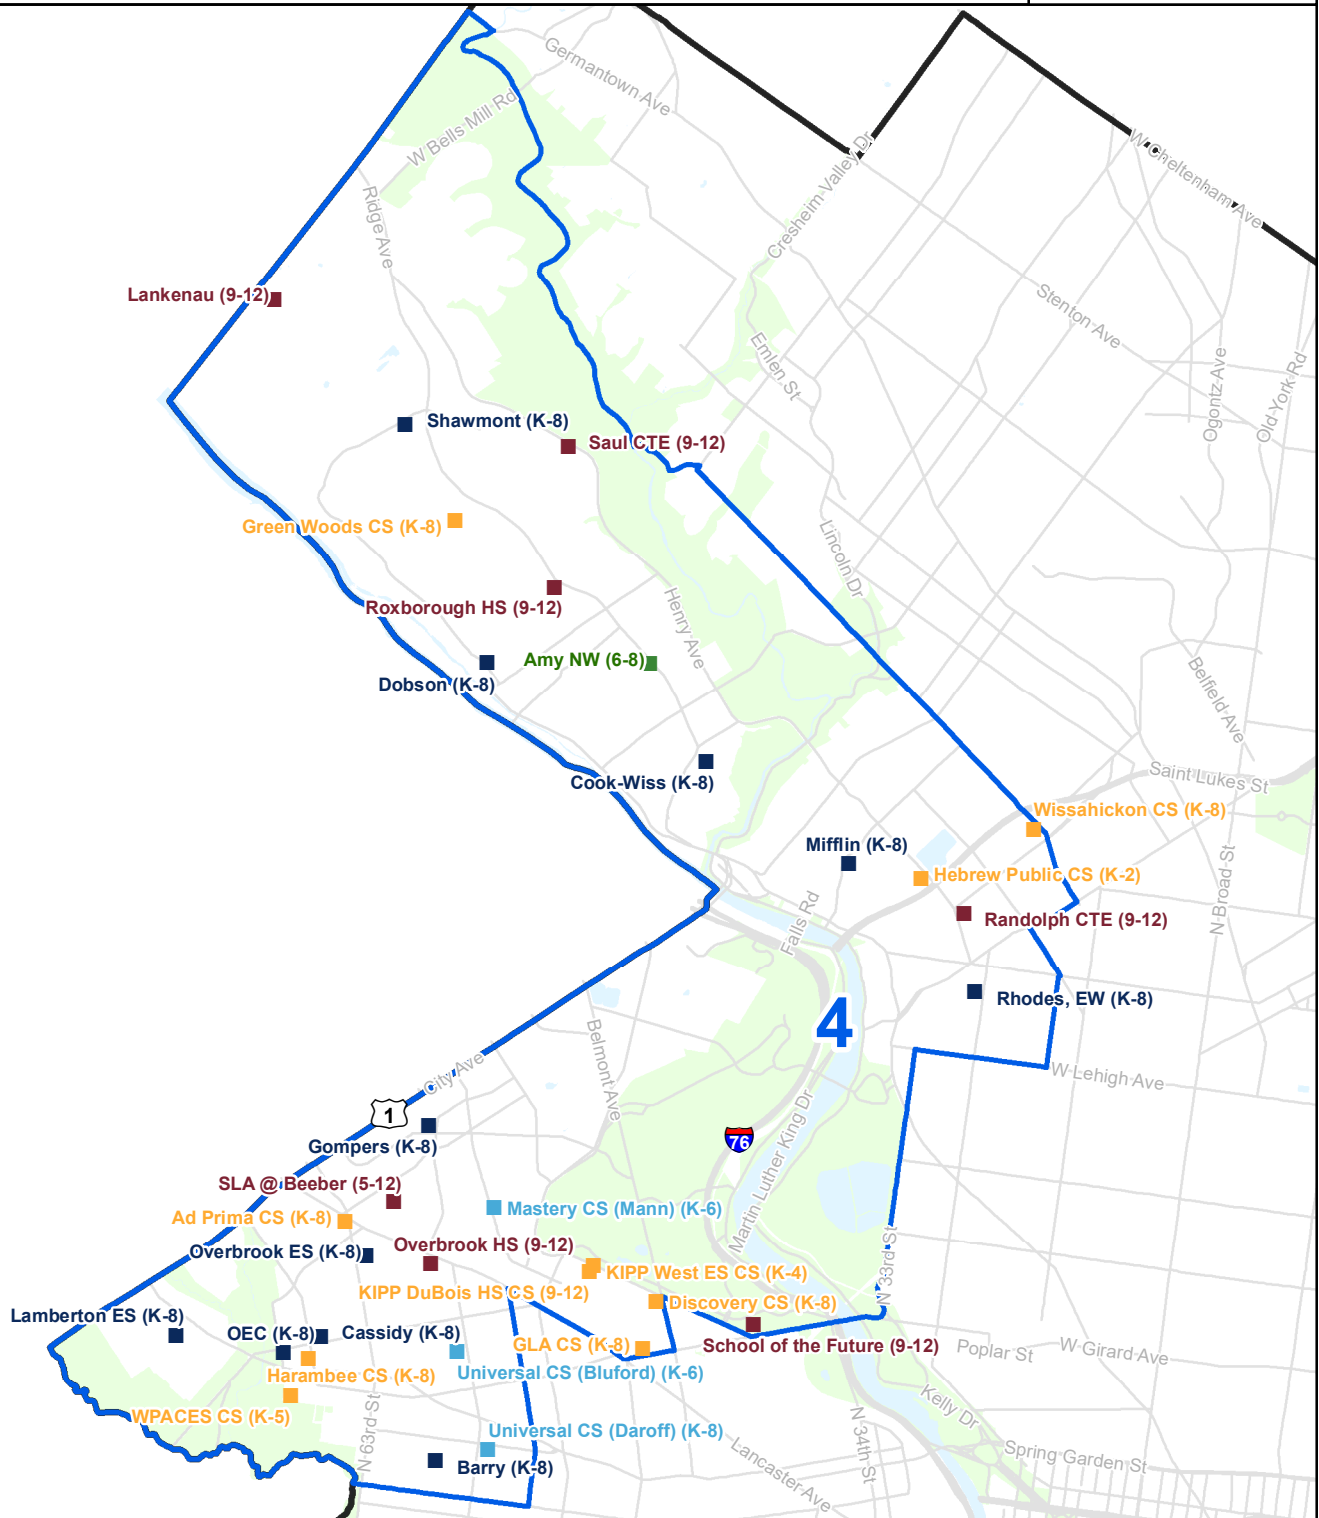 Germantown Ave
W Bells Mill Rd
Cresheim Valley Dr
W Cheltenham Ave
Ridge Ave
Lankenau (9-12)
Stenton Ave
Emlen St
Ogontz Ave
Old York Rd
Shawmont (K-8)
Saul CTE (9-12)
Green Woods CS (K-8)
Lincoln Dr
Roxborough HS (9-12)
Henry Ave
Amy NW (6-8)
Dobson (K-8)
Belfield Ave
Cook-Wiss (K-8)
Saint Lukes St
Wissahickon CS (K-8)
Mifflin (K-8)
Hebrew Public CS (K-2)
N Broad St
Randolph CTE (9-12)
Falls Rd
Rhodes, EW (K-8)
4
Belmont Ave
City Ave
W Lehigh Ave
1
76
Gompers (K-8)
Martin Luther King Dr
SLA @ Beeber (5-12)
Mastery CS (Mann) (K-6)
Ad Prima CS (K-8)
Overbrook HS (9-12)
Overbrook ES (K-8)
N 33rd St
KIPP West ES CS (K-4)
KIPP DuBois HS CS (9-12)
Discovery CS (K-8)
Lamberton ES (K-8)
OEC (K-8)
Cassidy (K-8)
GLA CS (K-8)
School of the Future (9-12)
Poplar St
W Girard Ave
Harambee CS (K-8)
Universal CS (Bluford) (K-6)
WPACES CS (K-5)
Kelly Dr
N 63rd St
Universal CS (Daroff) (K-8)
N 34th St
Lancaster Ave
Spring Garden St
Barry (K-8)